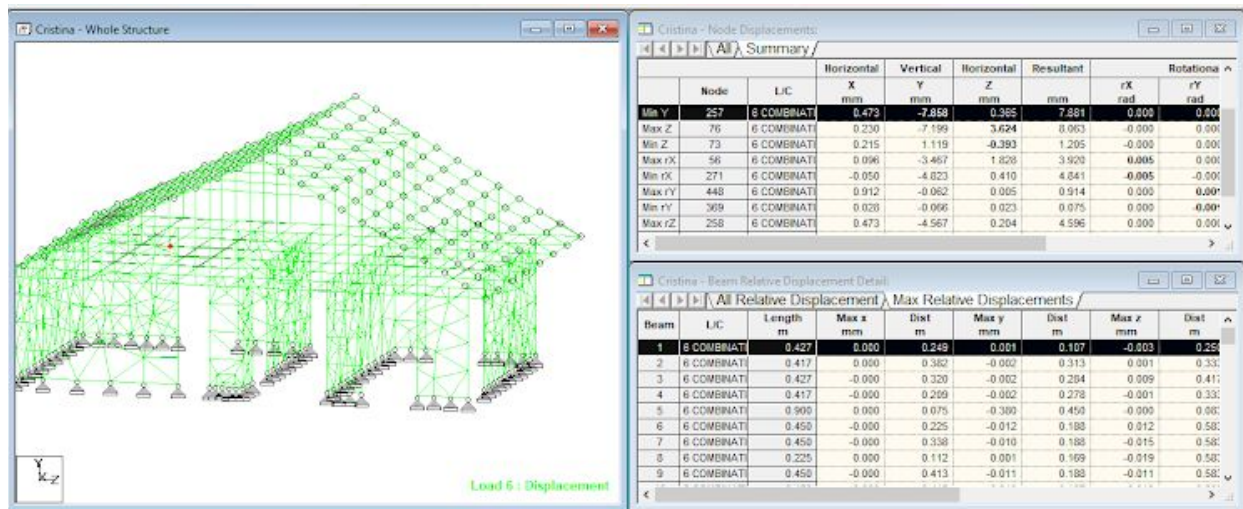 Cristina - Whole Structure
Y
X Z
Load 6 : Displacement
Cristina - Node Displacements:
All Summary
Horizontal Vertical Horizontal Resultant Rotationa
Node L/C X mm Y mm Z mm mm rX rad rY rad
Min Y 257 6 COMBINATI 0.473 -7.858 0.365 7.881 0.000 0.000
Max Z 76 6 COMBINATI 0.230 -7.199 3.624 8.063 -0.000 0.000
Min Z 73 6 COMBINATI 0.215 1.119 -0.393 1.205 -0.000 0.000
Max rX 56 6 COMBINATI 0.096 -3.467 1.828 3.920 0.005 0.000
Min rX 271 6 COMBINATI -0.050 -4.823 0.410 4.841 -0.005 -0.000
Max rY 448 6 COMBINATI 0.912 -0.062 0.005 0.914 0.000
Min rY 369 6 COMBINATI 0.028 -0.066 0.023 0.075 0.000
Max rZ 258 6 COMBINATI 0.473 -4.567 0.204 4.596 0.000 0.000
Cristina - Beam Relative Displacement Detail:
All Relative Displacement Max Relative Displacements
Beam L/C Length m Max x mm Dist m Max y mm Dist m Max z mm Dist m
1 6 COMBINATI 0.427 0.000 0.249 0.001 0.107 -0.003 0.250
2 6 COMBINATI 0.417 0.000 0.382 -0.002 0.313 0.001
3 6 COMBINATI 0.427 -0.000 0.320 -0.002 0.284 0.009
4 6 COMBINATI 0.417 -0.000 0.209 -0.002 0.278 -0.001
5 6 COMBINATI 0.900 0.000 0.075 -0.380 0.450 -0.000
6 6 COMBINATI 0.450 -0.000 0.225 -0.012 0.188 0.012
7 6 COMBINATI 0.450 -0.000 0.338 -0.010 0.188 -0.015
8 6 COMBINATI 0.225 0.000 0.112 0.001 0.169 -0.019
9 6 COMBINATI 0.450 -0.000 0.413 -0.011 0.188 -0.011